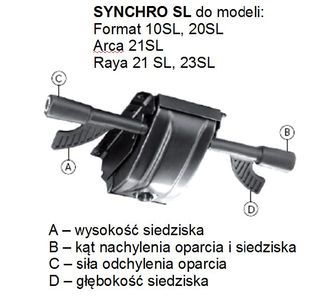 SYNCHRO SL do modeli:
Format 10SL, 20SL
Arca 21SL
Raya 21 SL, 23SL
C
A
B
D
A – wysokość siedziska
B – kąt nachylenia oparcia i siedziska
C – siła odchylenia oparcia
D – głębokość siedziska